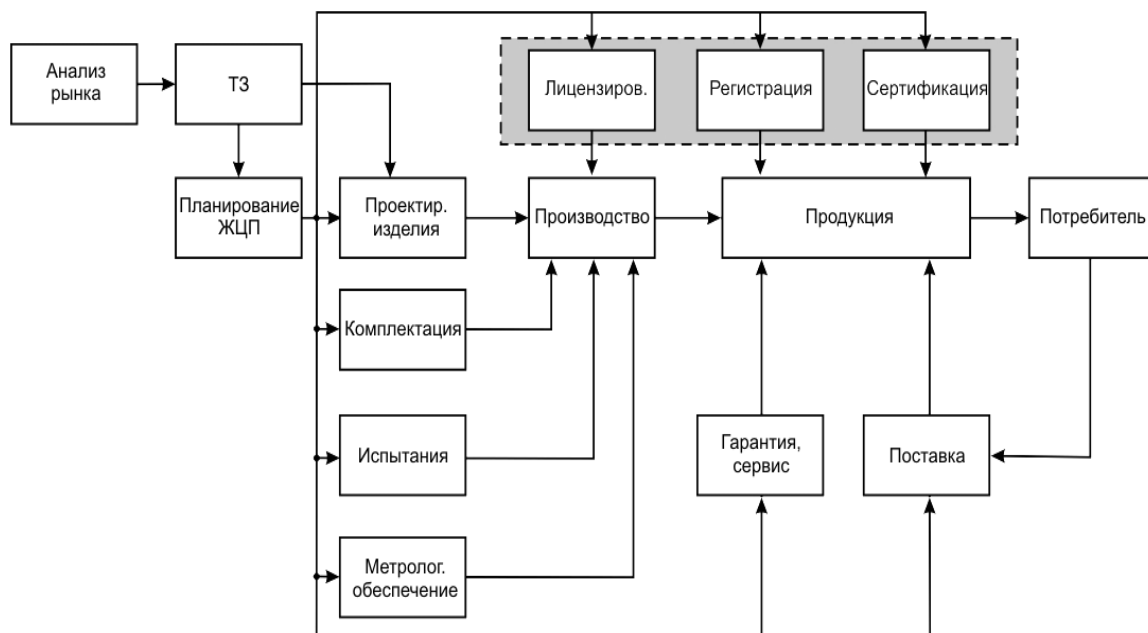 Анализ
рынка
ТЗ
Лицензиров.
Регистрация
Сертификация
Планирование
ЖЦП
Проектир.
изделия
Производство
Продукция
Потребитель
Комплектация
Испытания
Гарантия,
сервис
Поставка
Метролог.
обеспечение